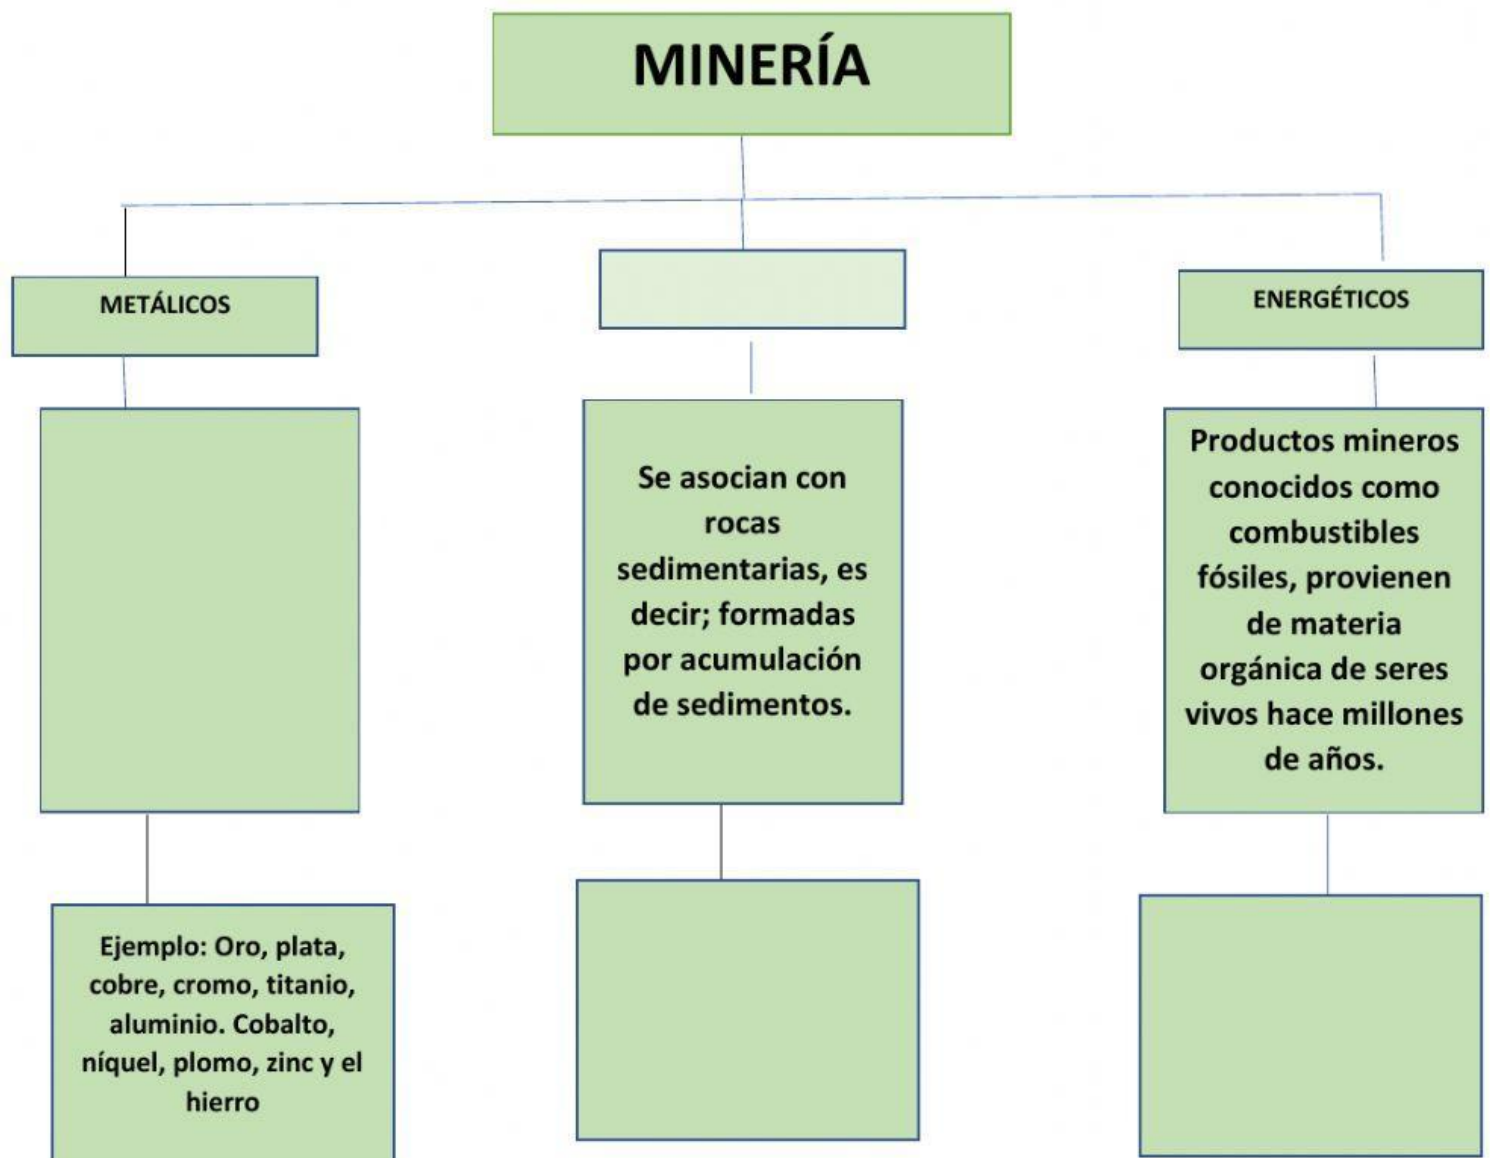 MINERÍA
METÁLICOS
ENERGÉTICOS
Se asocian con
rocas
sedimentarias, es
decir; formadas
por acumulación
de sedimentos.
Productos mineros
conocidos como
combustibles
fósiles, provienen
de materia
orgánica de seres
vivos hace millones
de años.
Ejemplo: Oro, plata,
cobre, cromo, titanio,
aluminio. Cobalto,
níquel, plomo, zinc y el
hierro